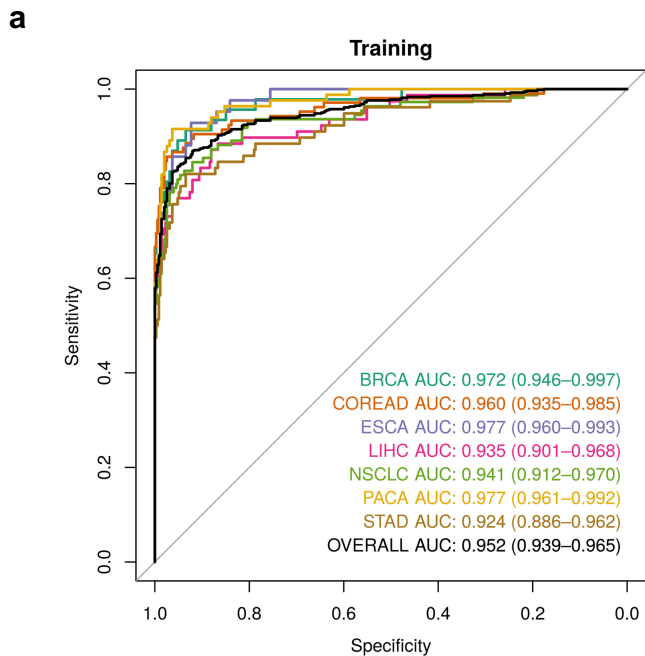 a
Training
1.0
0.8
0.6
0.4
0.2
0.0
Sensitivity
BRCA AUC: 0.972 (0.946–0.997)
COREAD AUC: 0.960 (0.935–0.985)
ESCA AUC: 0.977 (0.960–0.993)
LIHC AUC: 0.935 (0.901–0.968)
NSCLC AUC: 0.941 (0.912–0.970)
PACA AUC: 0.977 (0.961–0.992)
STAD AUC: 0.924 (0.886–0.962)
OVERALL AUC: 0.952 (0.939–0.965)
1.0 0.8 0.6 0.4 0.2 0.0
Specificity